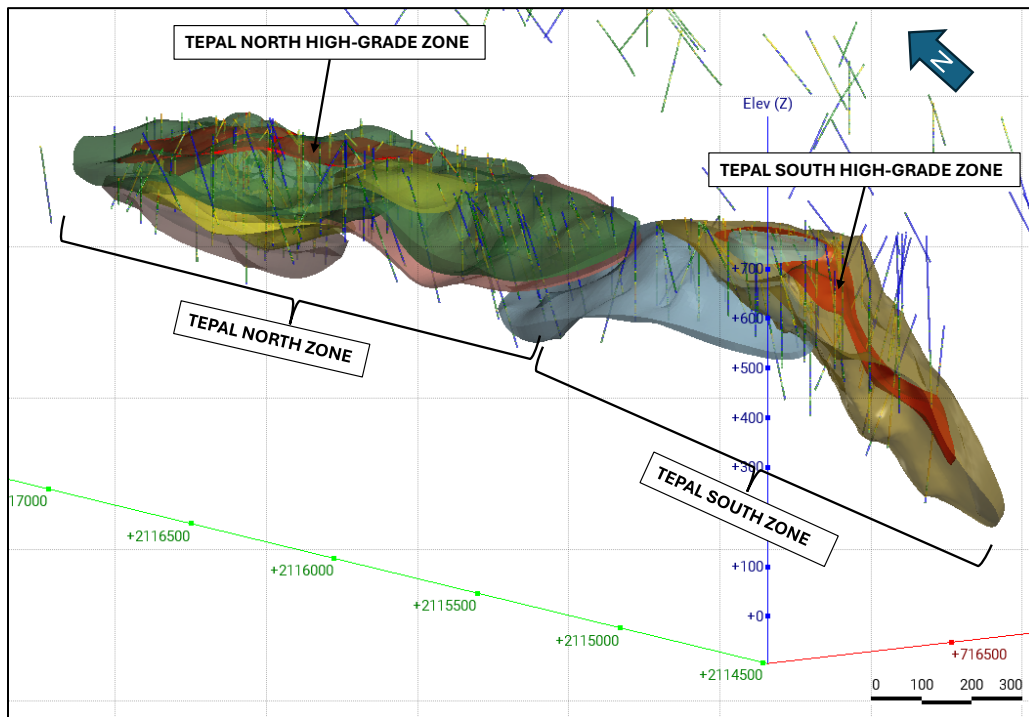 TEPAL NORTH HIGH-GRADE ZONE
N
Elev (Z)
TEPAL SOUTH HIGH-GRADE ZONE
+700
+600
TEPAL NORTH ZONE
+500
+400
+300
TEPAL SOUTH ZONE
17000
+2116500
+2116000
+100
+2115500
+0
+2115000
+2114500
+716500
0 100 200 300